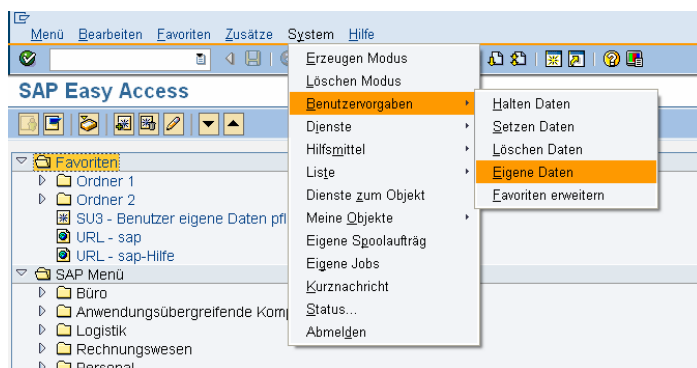 Menü Bearbeiten Favoriten Zusätze System Hilfe
SAP Easy Access
Favoriten
Ordner 1
Ordner 2
SU3 - Benutzer eigene Daten pfl
URL - sap
URL - sap-Hilfe
SAP Menü
Büro
Anwendungsübergreifende Komp
Logistik
Rechnungswesen
Personal
Erzeugen Modus
Löschen Modus
Benutzervorgaben
Dienste
Hilfsmittel
Liste
Dienste zum Objekt
Meine Objekte
Eigene Spoolaufträg
Eigene Jobs
Kurznachricht
Status...
Abmelden
Halten Daten
Setzen Daten
Löschen Daten
Eigene Daten
Favoriten erweitern